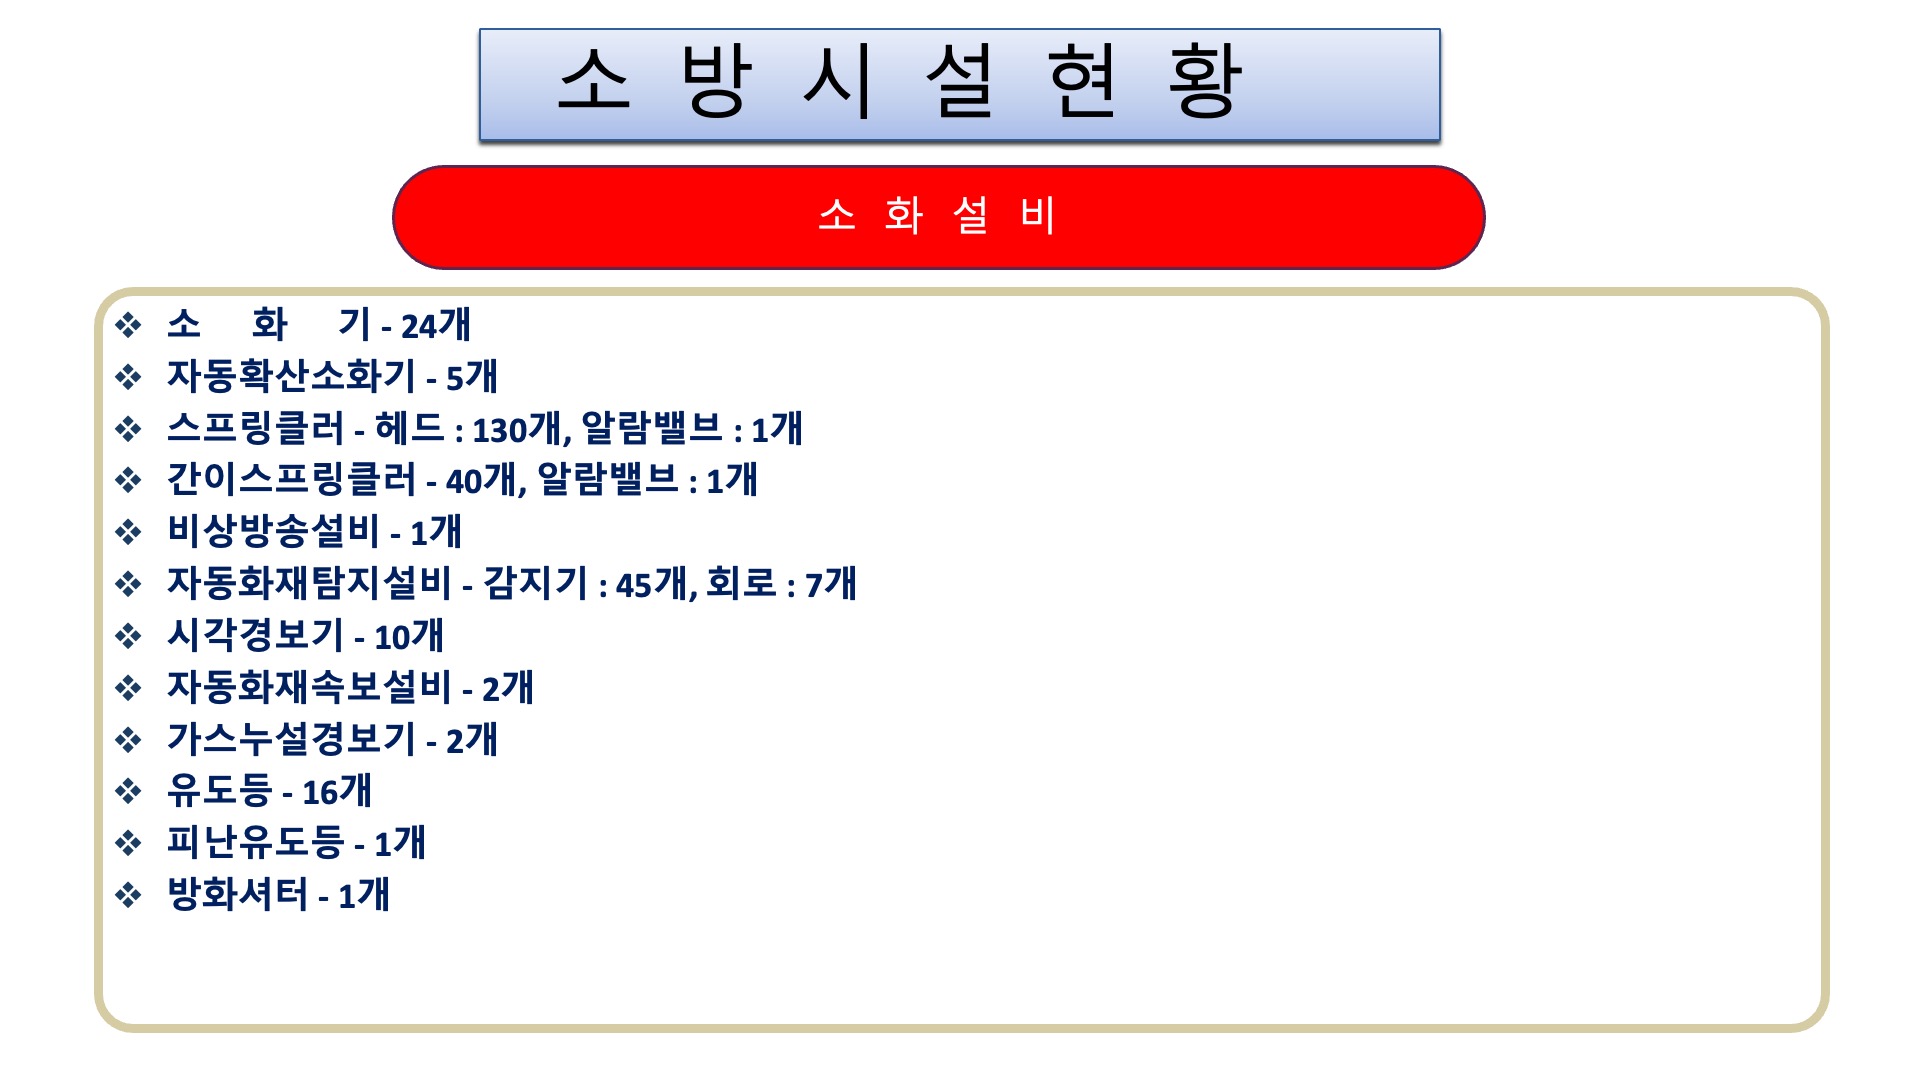 소 방 시 설 현 황
소 화 설 비
❖ 소 화 기 - 24개
❖ 자동확산소화기 - 5개
❖ 스프링클러 - 헤드 : 130개, 알람밸브 : 1개
❖ 간이스프링클러 - 40개, 알람밸브 : 1개
❖ 비상방송설비 - 1개
❖ 자동화재탐지설비 - 감지기 : 45개, 회로 : 7개
❖ 시각경보기 - 10개
❖ 자동화재속보설비 - 2개
❖ 가스누설경보기 - 2개
❖ 유도등 - 16개
❖ 피난유도등 - 1개
❖ 방화셔터 - 1개